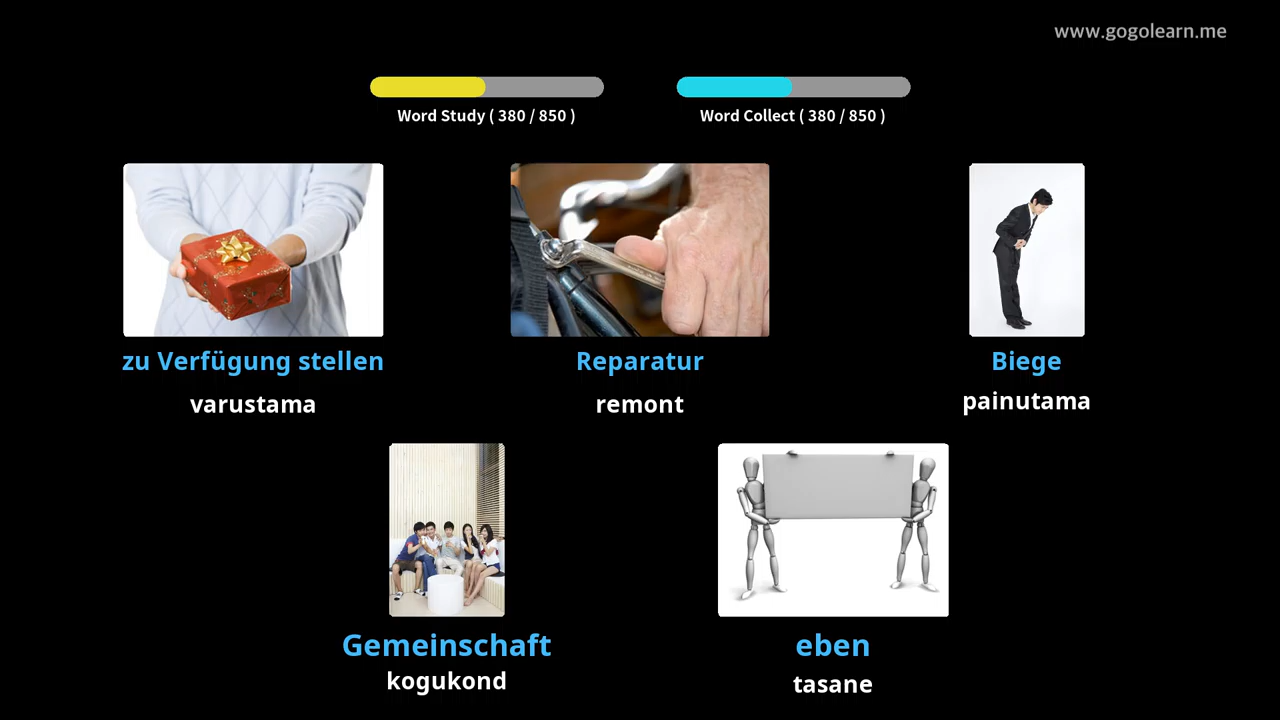 www.gogolearn.me
Word Study ( 380 / 850 )
Word Collect ( 380 / 850 )
zu Verfügung stellen
varustama
Reparatur
remont
Biege
painutama
Gemeinschaft
kogukond
eben
tasane